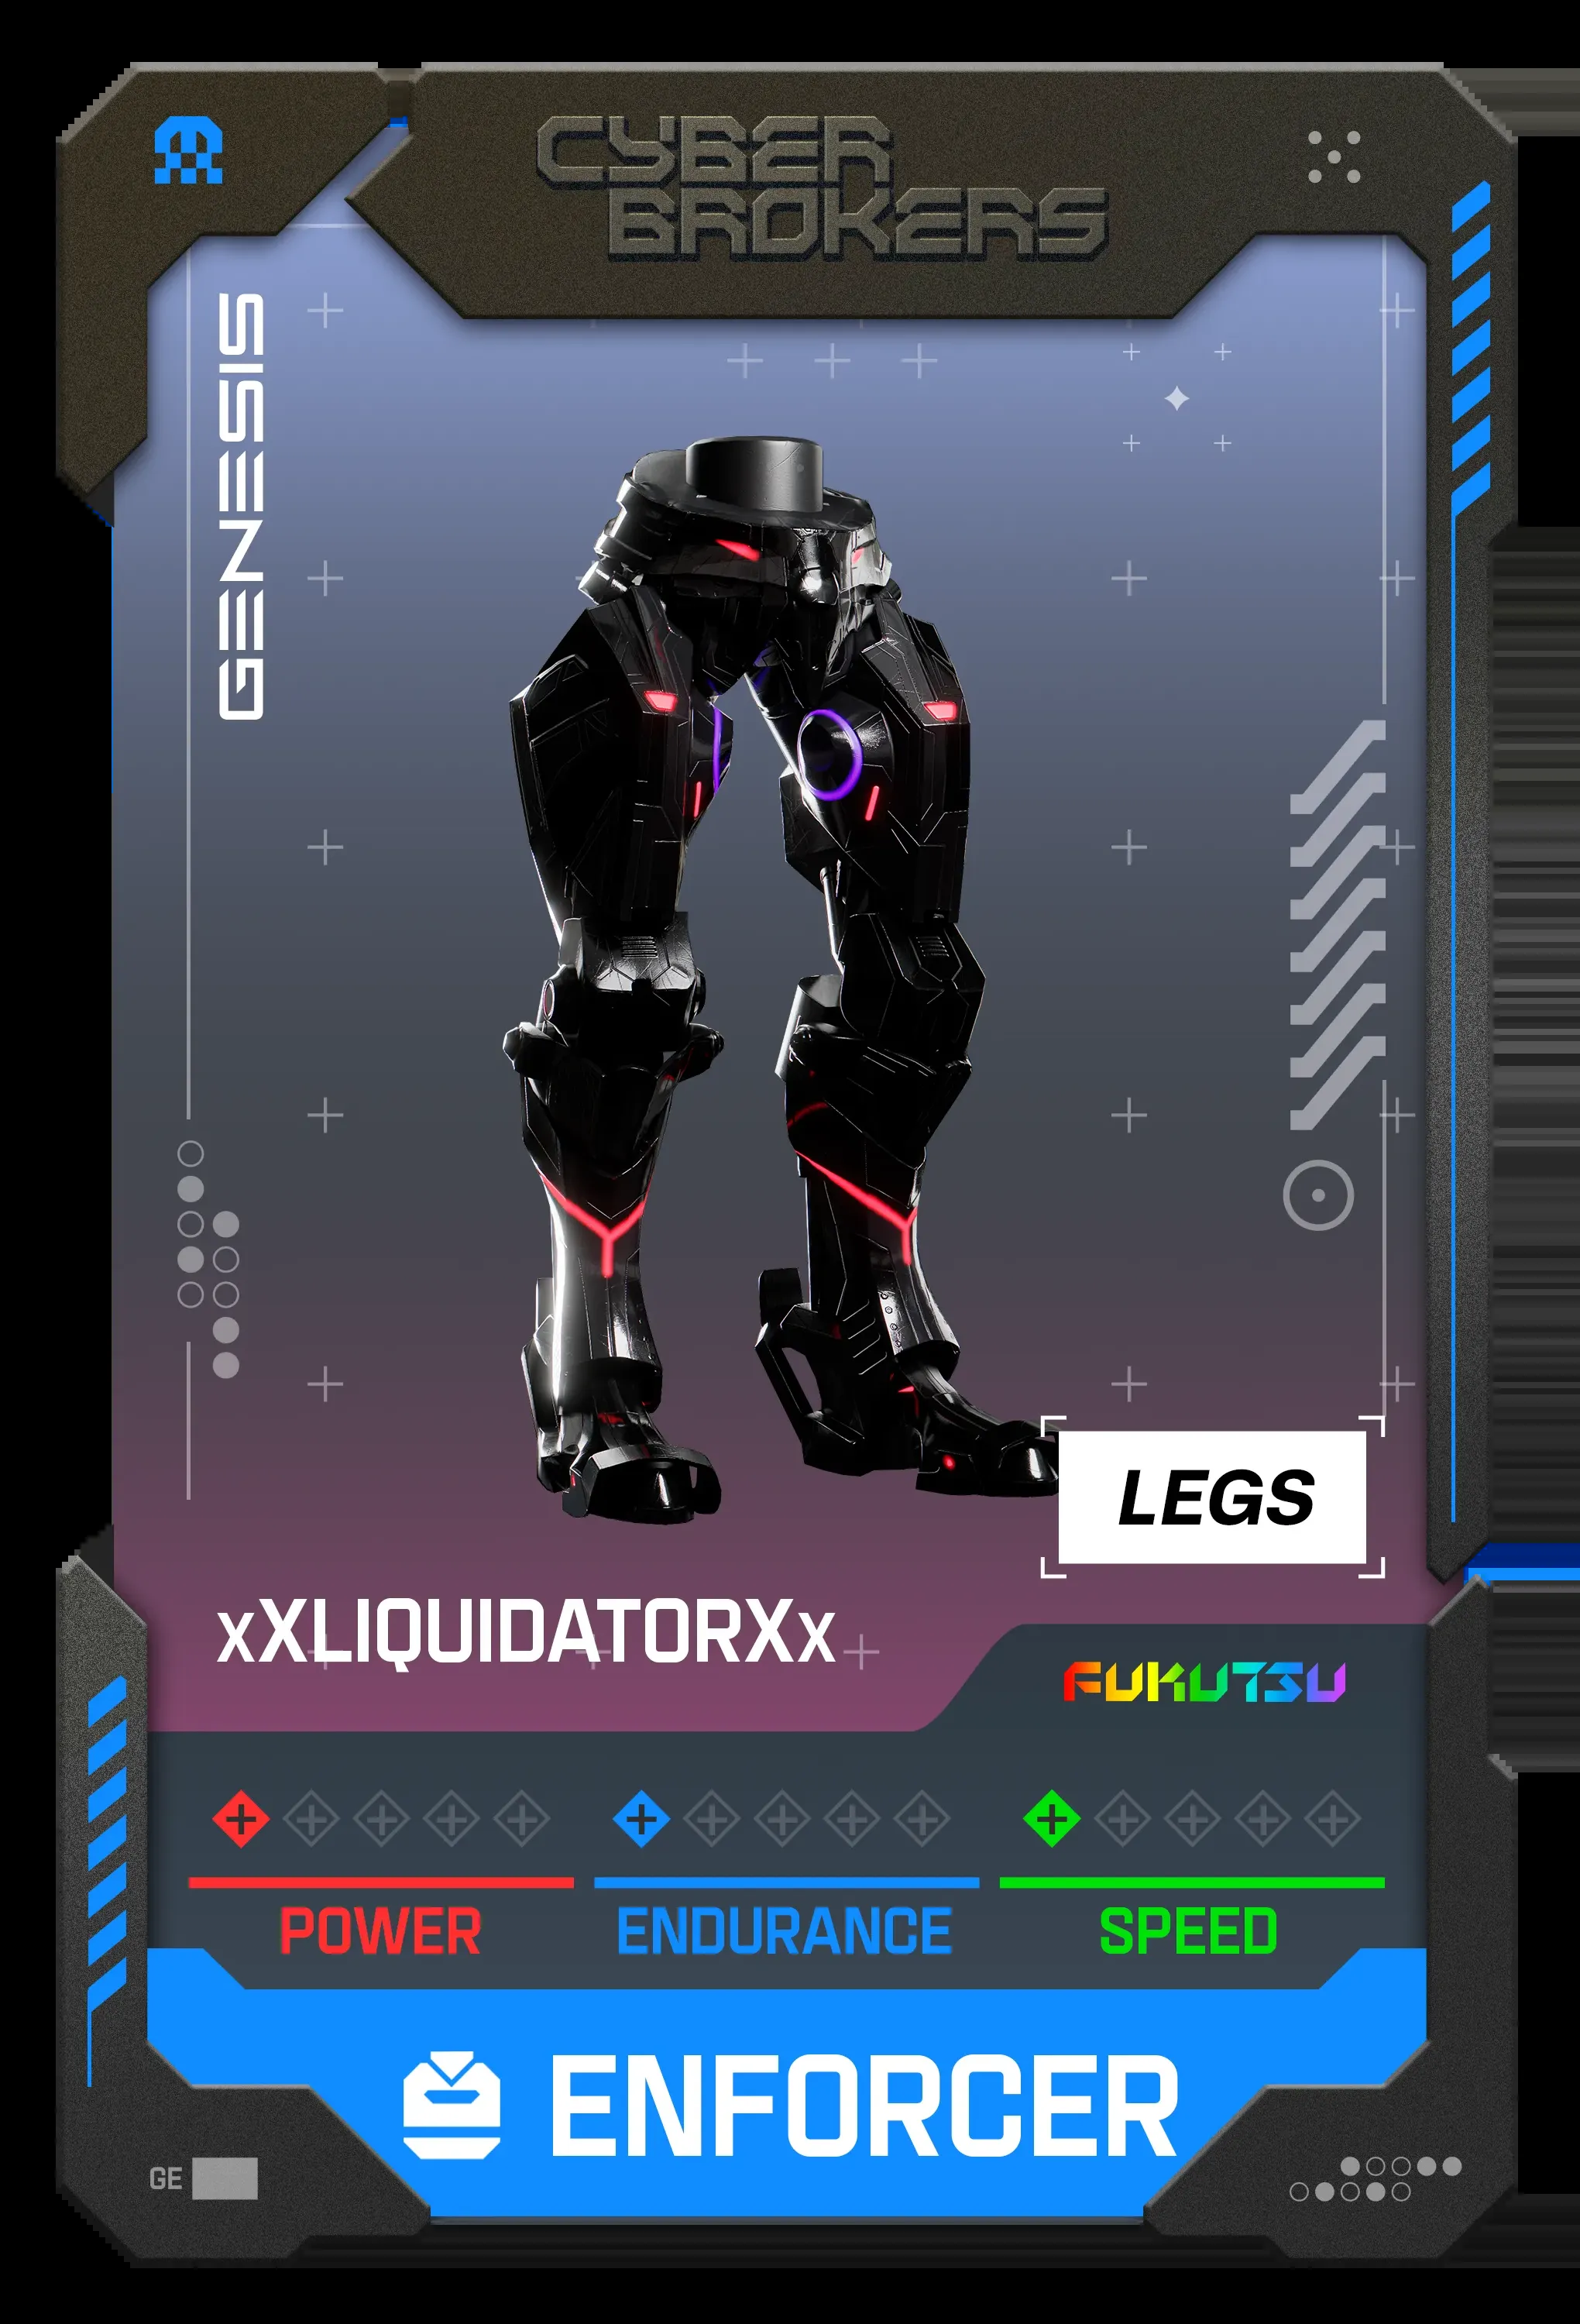 CYBER
BROKERS
GENESIS
LEGS
xXLIQUIDATORXx
FUKUTSU
POWER
ENDURANCE
SPEED
ENFORCER
GE